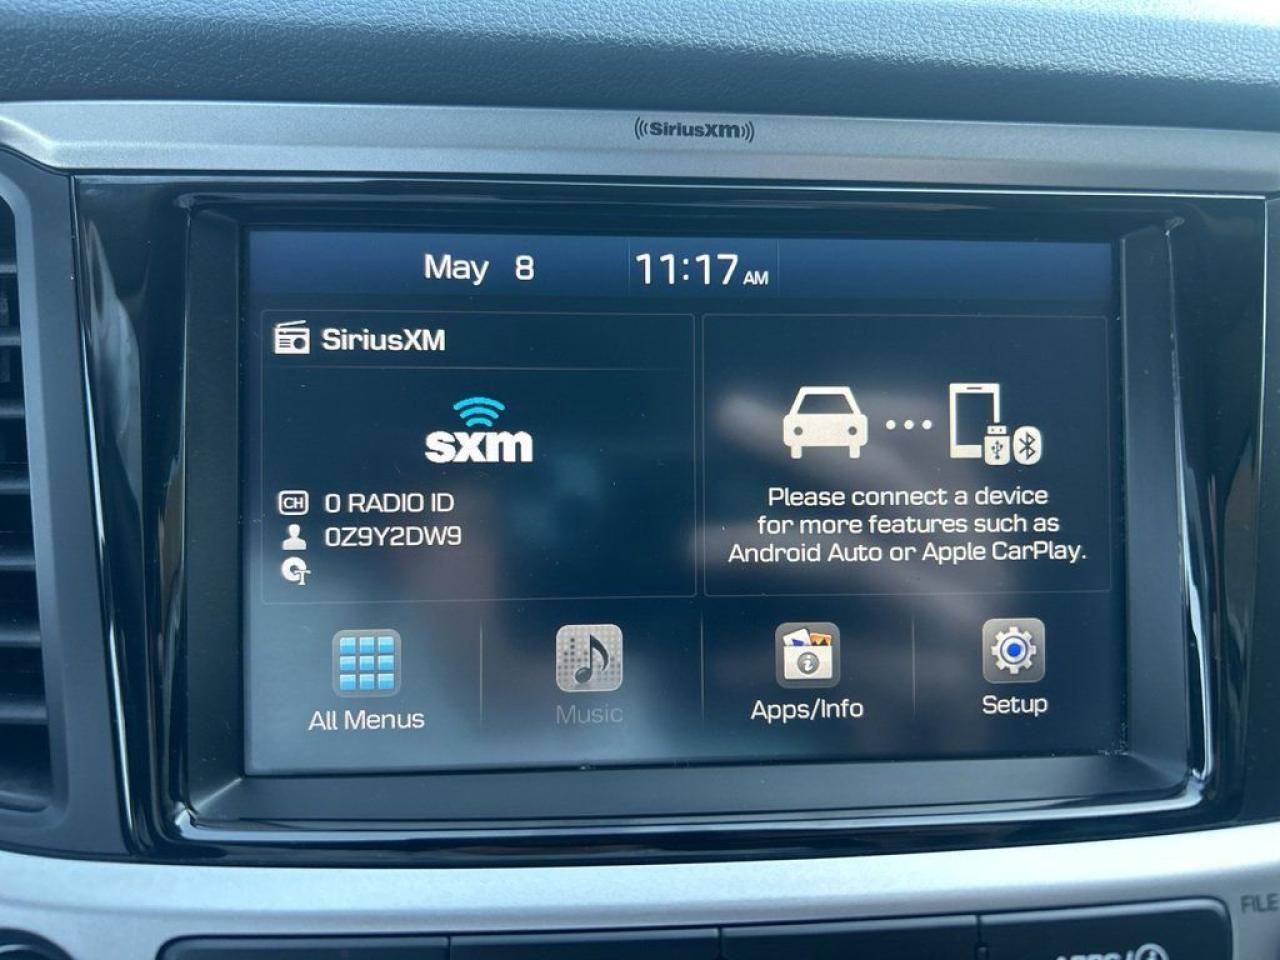 SiriusXM
May 8 11:17 AM
SiriusXM
sxm
CH 0 RADIO ID
0Z9Y2DW9
Please connect a device
for more features such as
Android Auto or Apple CarPlay.
All Menus
Music
Apps/Info
Setup
FILE